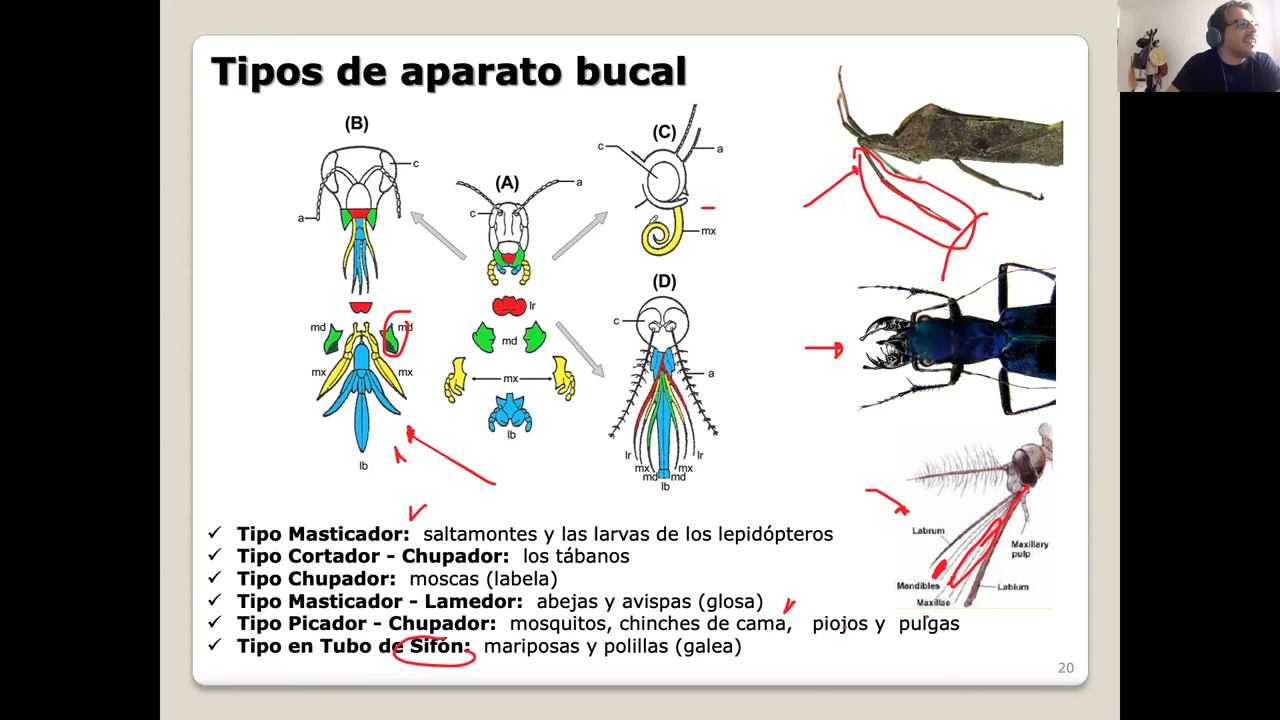 Tipos de aparato bucal
(B)
c
a
(A)
a
c
(C)
c
a
mx
(D)
c
a
lr
md
mx
lb
md
md
mx
mx
lb
lr
lr
mx
mx
md
md
lb
Labrum
Maxillary
pulp
Mandibles
Labium
Maxillae
✓ Tipo Masticador: saltamontes y las larvas de los lepidópteros
✓ Tipo Cortador - Chupador: los tábanos
✓ Tipo Chupador: moscas (labela)
✓ Tipo Masticador - Lamedor: abejas y avispas (glosa)
✓ Tipo Picador - Chupador: mosquitos, chinches de cama, piojos y pulgas
✓ Tipo en Tubo de Sifón: mariposas y polillas (galea)
20